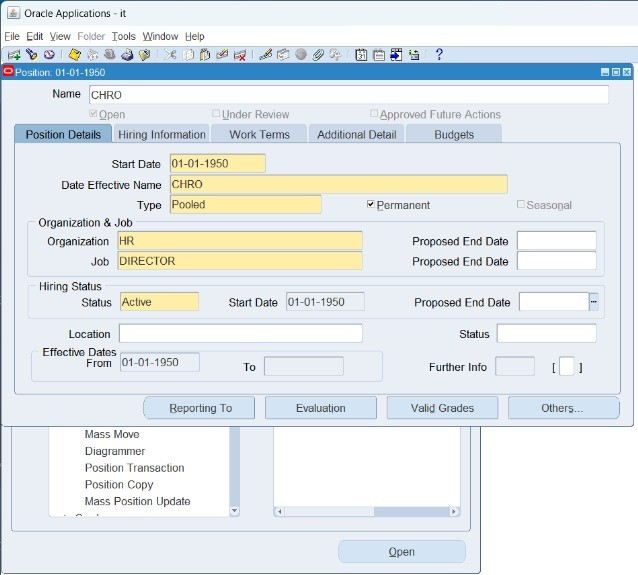 Oracle Applications - it
File Edit View Folder Tools Window Help
?
Position: 01-01-1950
Name CHRO
Open Under Review Approved Future Actions
Position Details Hiring Information Work Terms Additional Detail Budgets
Start Date 01-01-1950
Date Effective Name CHRO
Type Pooled Permanent Seasonal
Organization & Job
Organization HR Proposed End Date
Job DIRECTOR Proposed End Date
Hiring Status
Status Active Start Date 01-01-1950 Proposed End Date ...
Location Status
Effective Dates
From 01-01-1950 To Further Info [ ]
Reporting To Evaluation Valid Grades Others...
Mass Move
Diagrammer
Position Transaction
Position Copy
Mass Position Update
Open